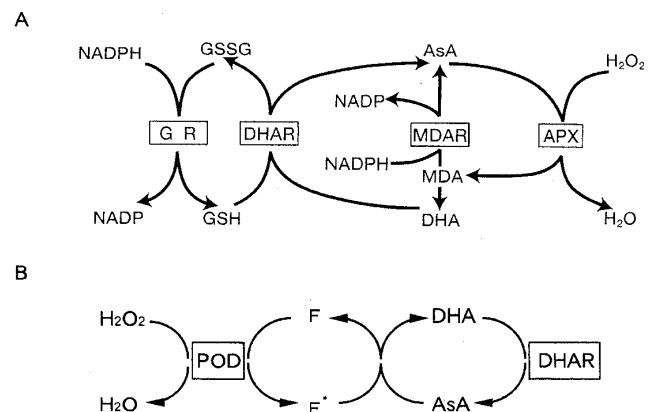 A
NADPH GSSG AsA H₂O₂
NADP
G R DHAR MDAR APX
NADPH
MDA
NADP GSH DHA H₂O
B
H₂O₂ F DHA
POD DHAR
H₂O F* AsA